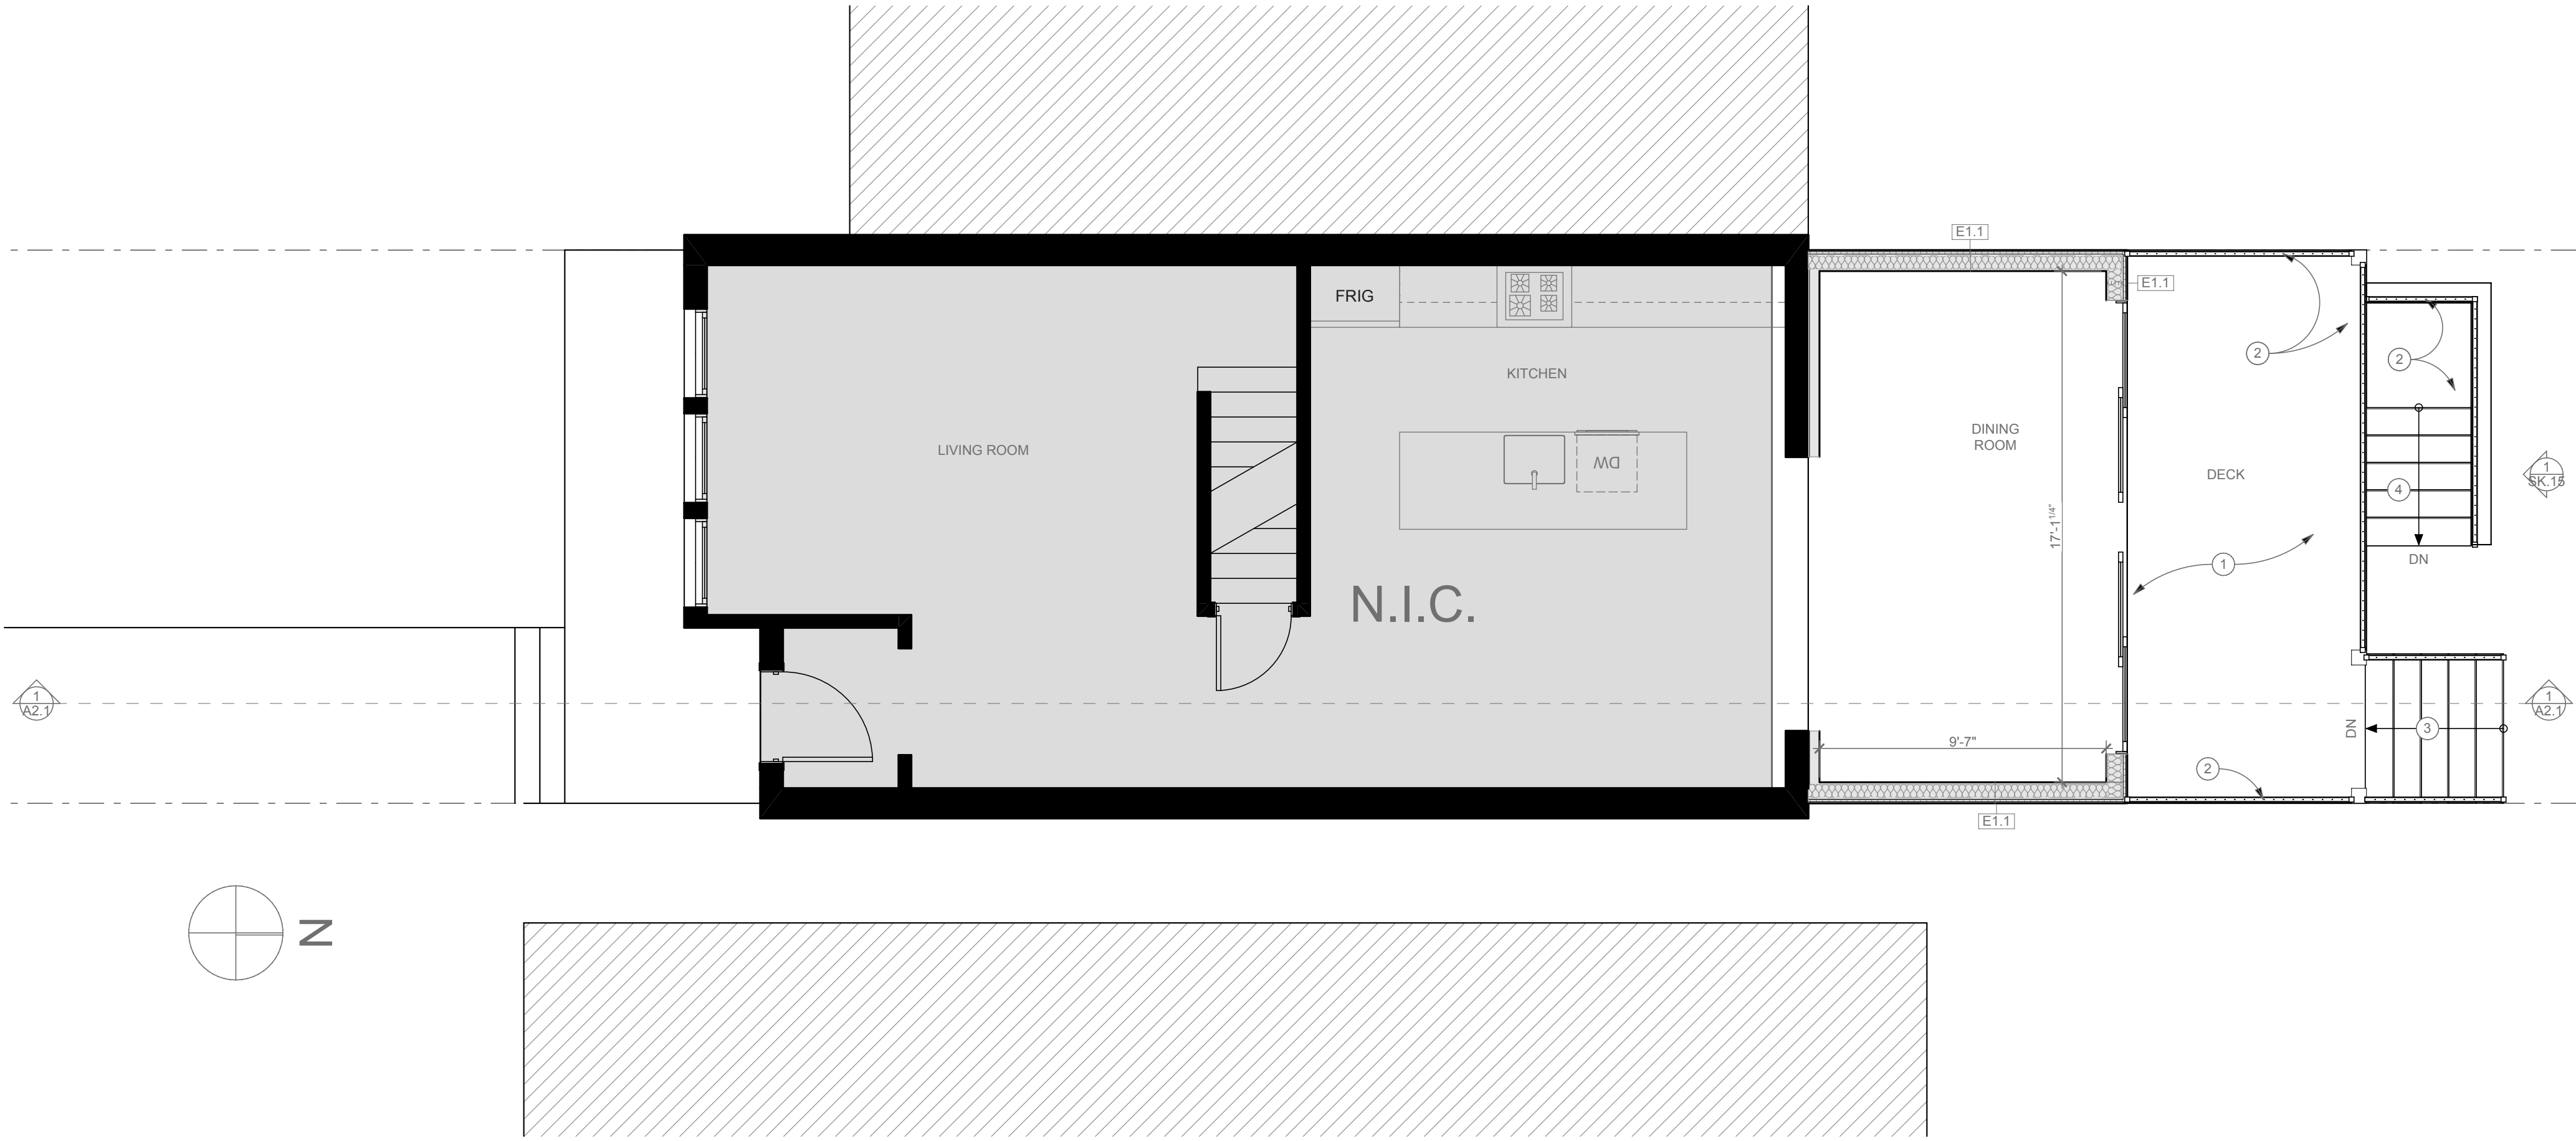 E1.1
E1.1
FRIG
KITCHEN
2
2
LIVING ROOM
DINING
ROOM
DECK
DW
1
SK.15
4
17'-1 1/4"
DN
1
N.I.C.
1
A2.1
1
A2.1
DN
3
9'-7"
2
E1.1
N